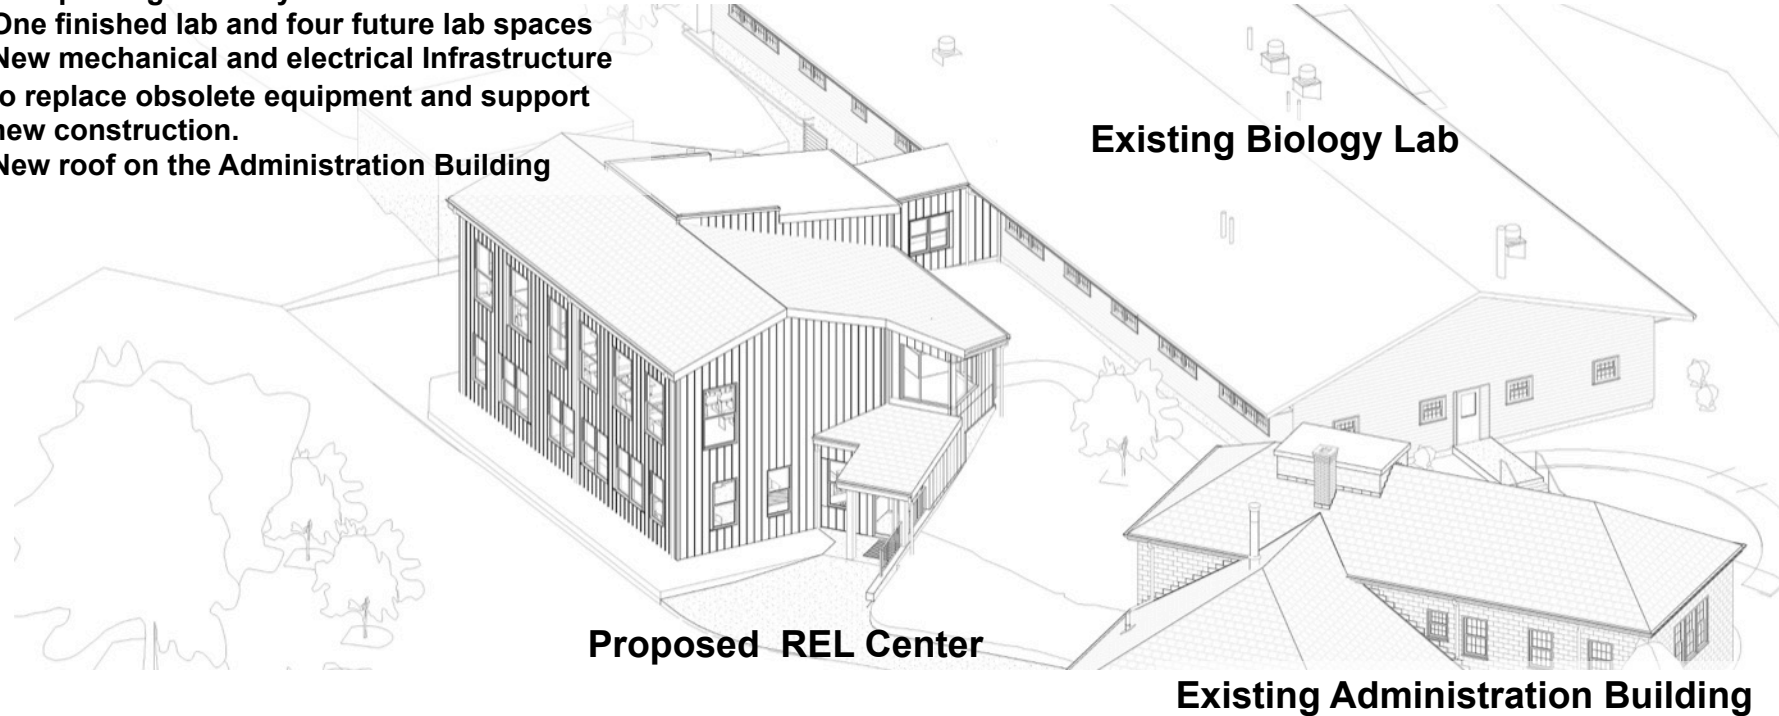 One finished lab and four future lab spaces
New mechanical and electrical Infrastructure
to replace obsolete equipment and support
new construction.
New roof on the Administration Building
Existing Biology Lab
Proposed REL Center
Existing Administration Building